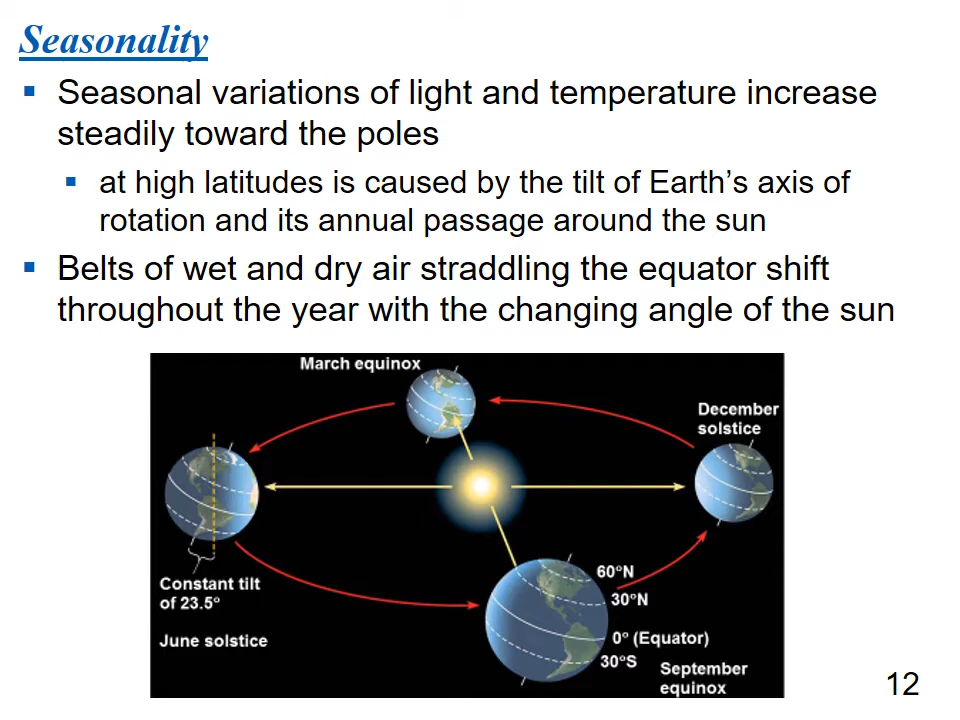 Seasonality
Seasonal variations of light and temperature increase
steadily toward the poles
at high latitudes is caused by the tilt of Earth's axis of
rotation and its annual passage around the sun
Belts of wet and dry air straddling the equator shift
throughout the year with the changing angle of the sun
March equinox
December
solstice
Constant tilt
of 23.5°
June solstice
60°N
30°N
0° (Equator)
30°S
September
equinox
12